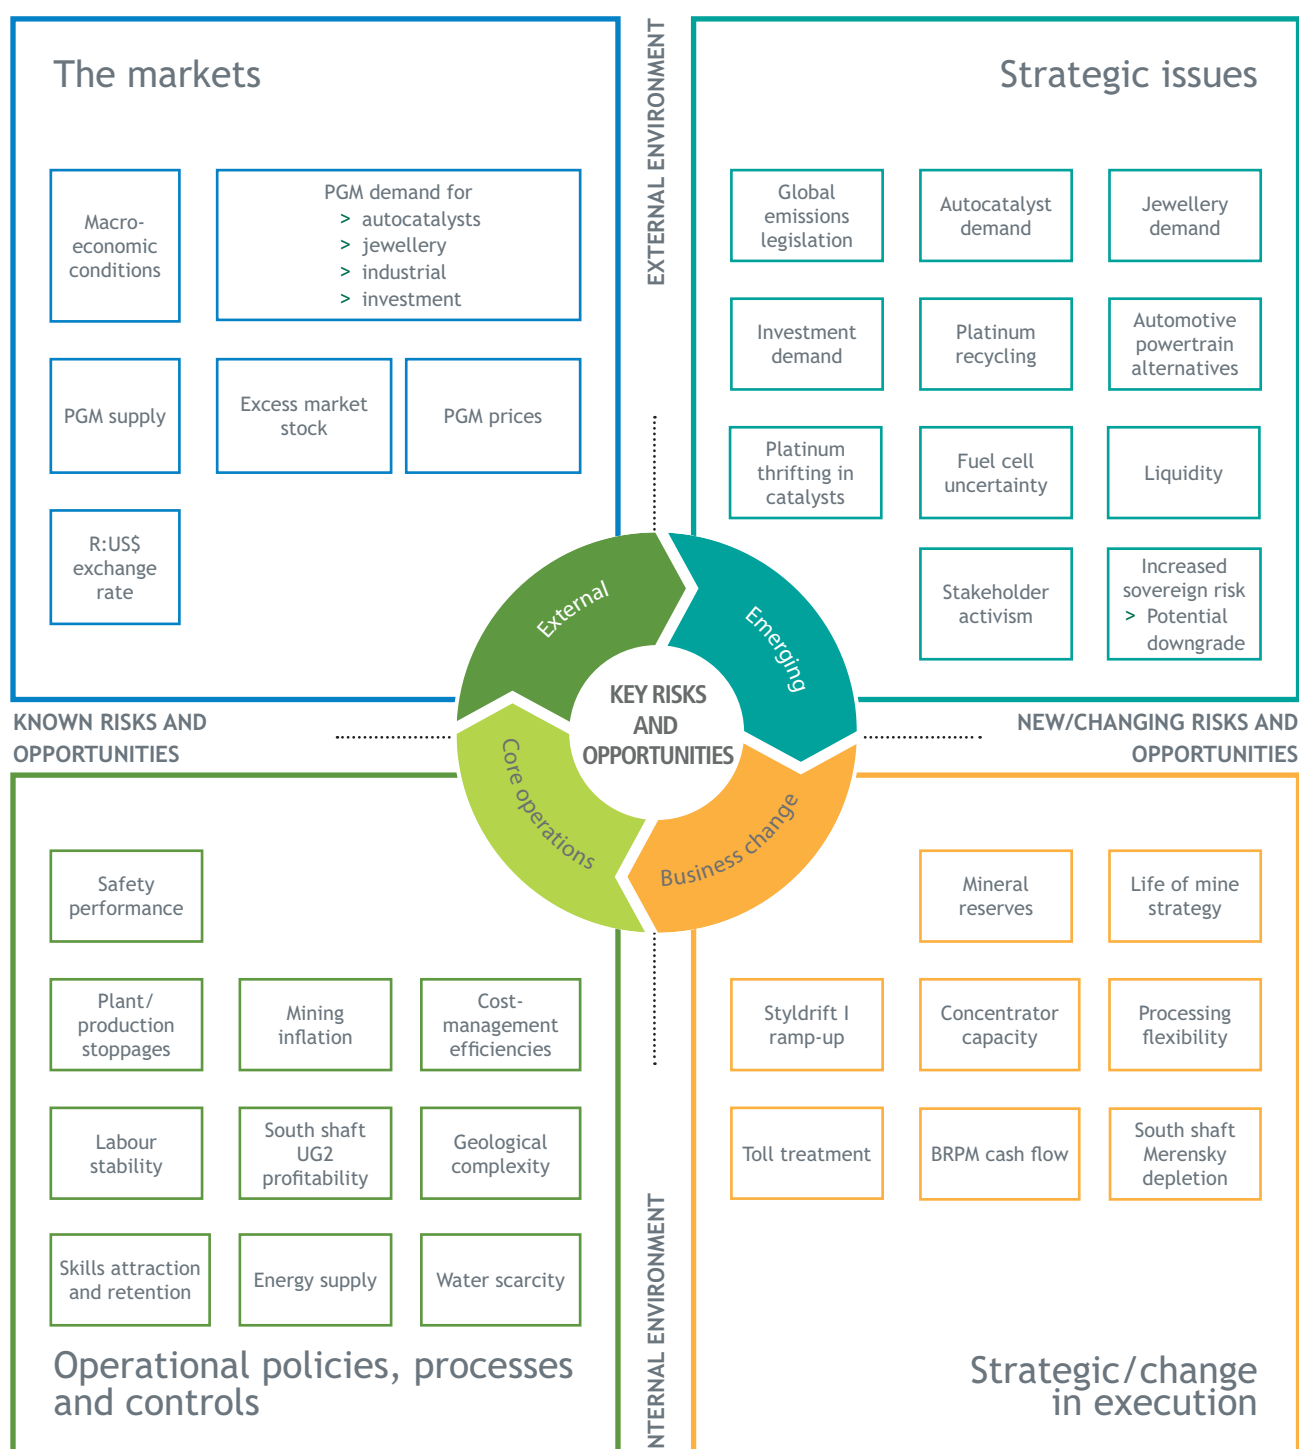 The markets
Macro-
economic
conditions
PGM demand for
> autocatalysts
> jewellery
> industrial
> investment
PGM supply
Excess market
stock
PGM prices
R:US$
exchange
rate
EXTERNAL ENVIRONMENT
Strategic issues
Global
emissions
legislation
Autocatalyst
demand
Jewellery
demand
Investment
demand
Platinum
recycling
Automotive
powertrain
alternatives
Platinum
thrifting in
catalysts
Fuel cell
uncertainty
Liquidity
Stakeholder
activism
Increased
sovereign risk
> Potential
downgrade
External
Emerging
KEY RISKS
AND
OPPORTUNITIES
Core operations
Business change
KNOWN RISKS AND
OPPORTUNITIES
NEW/CHANGING RISKS AND
OPPORTUNITIES
Safety
performance
Plant/
production
stoppages
Mining
inflation
Cost-
management
efficiencies
Labour
stability
South shaft
UG2
profitability
Geological
complexity
Skills attraction
and retention
Energy supply
Water scarcity
Operational policies, processes
and controls
NTERNAL ENVIRONMENT
Mineral
reserves
Life of mine
strategy
Styldrift I
ramp-up
Concentrator
capacity
Processing
flexibility
Toll treatment
BRPM cash flow
South shaft
Merensky
depletion
Strategic/change
in execution